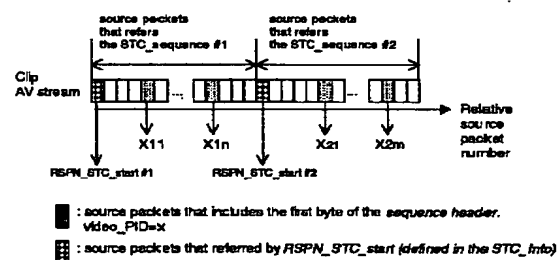 source packets
that refers
the STC_sequence #1
source packets
that refers
the STC_sequence #2
Clip
AV stream
...
...
Relative
source
packet
number
X11
X1n
X21
X2m
RSPN_STC_start #1
RSPN_STC_start #2
: source packets that includes the first byte of the sequence header.
video_PID=x
: source packets that referred by RSPN_STC_start (defined in the STC_Info)